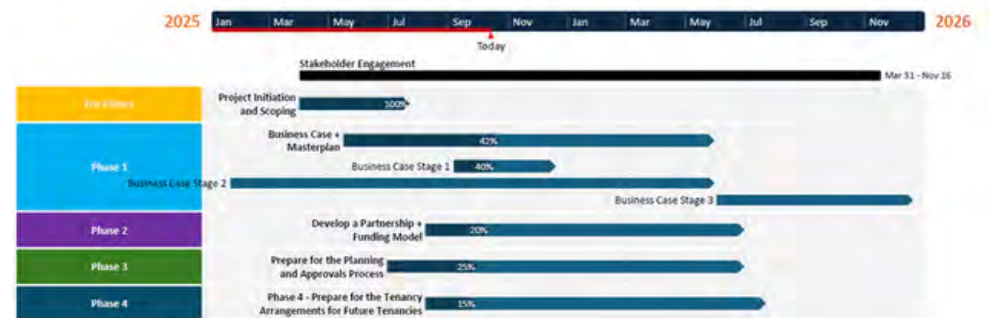 2025 Jan Mar May Jul Sep Nov Jan Mar May Jul Sep Nov 2026
Today
Stakeholder Engagement
Mar 31 - Nov 16
Project Initiation
and Scoping
100%
Business Case +
Masterplan
42%
Phase 1
Business Case Stage 1
40%
Business Case Stage 2
Business Case Stage 3
Phase 2
Develop a Partnership +
Funding Model
20%
Phase 3
Prepare for the Planning
and Approvals Process
25%
Phase 4
Phase 4 - Prepare for the Tenancy
Arrangements for Future Tenancies
15%